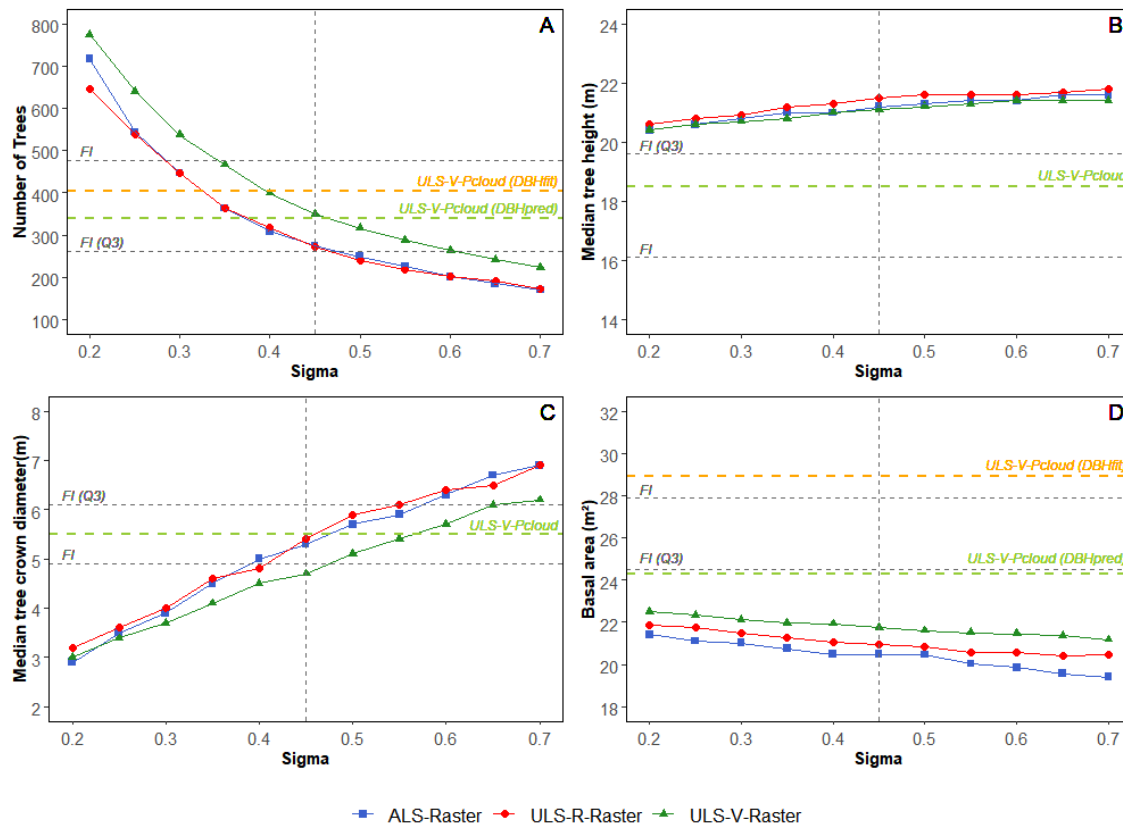 A
Number of Trees
800
700
600
500
400
300
200
100
FI
ULS-V-Pcloud (DBHfit)
ULS-V-Pcloud (DBHpred)
FI (Q3)
0.2 0.3 0.4 0.5 0.6 0.7
Sigma
B
Median tree height (m)
24
22
20
18
16
14
FI (Q3)
ULS-V-Pcloud
FI
0.2 0.3 0.4 0.5 0.6 0.7
Sigma
C
Median tree crown diameter(m)
8
7
6
5
4
3
2
FI (Q3)
ULS-V-Pcloud
FI
0.2 0.3 0.4 0.5 0.6 0.7
Sigma
D
Basal area (m²)
32
30
28
26
24
22
20
18
ULS-V-Pcloud (DBHfit)
FI
FI (Q3)
ULS-V-Pcloud (DBHpred)
0.2 0.3 0.4 0.5 0.6 0.7
Sigma
ALS-Raster ULS-R-Raster ULS-V-Raster